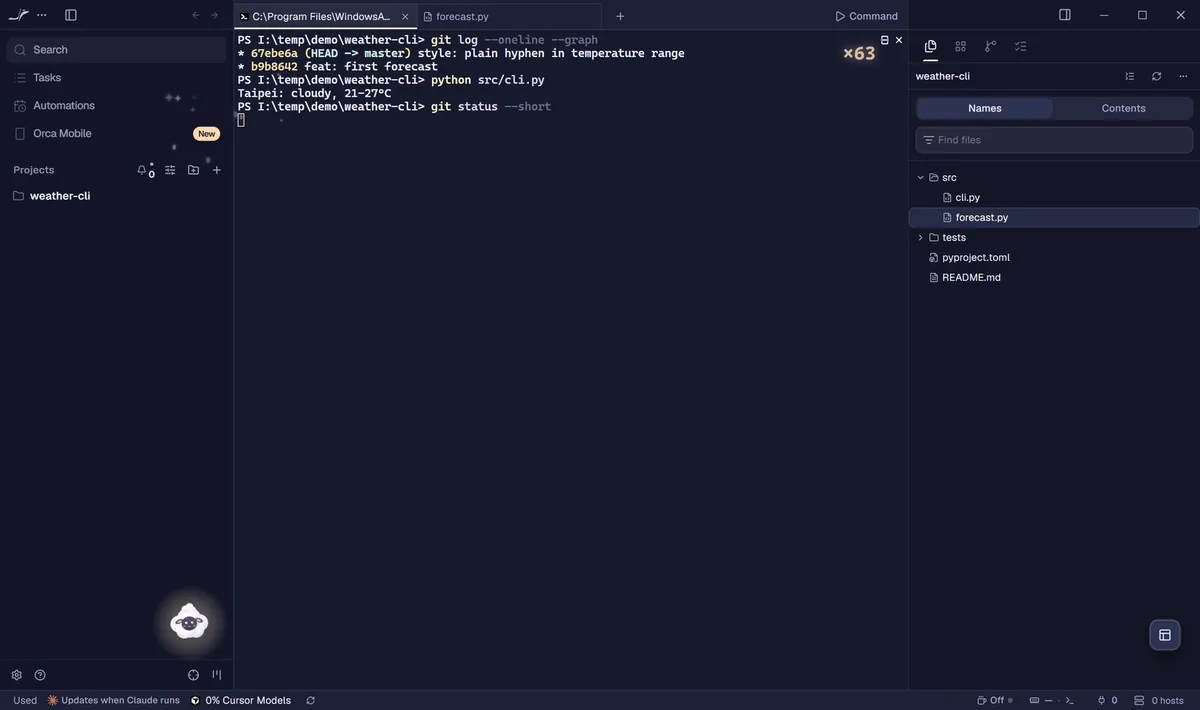 C:\Program Files\WindowsA...
forecast.py
Command
Search
Tasks
Automations
Orca Mobile
New
Projects
0
weather-cli
PS I:\temp\demo\weather-cli> git log --oneline --graph
* 67ebe6a (HEAD -> master) style: plain hyphen in temperature range
* b9b8642 feat: first forecast
PS I:\temp\demo\weather-cli> python src/cli.py
Taipei: cloudy, 21-27°C
PS I:\temp\demo\weather-cli> git status --short
×63
weather-cli
Names
Contents
Find files
src
cli.py
forecast.py
tests
pyproject.toml
README.md
Used
Updates when Claude runs
0% Cursor Models
Off
0
0 hosts